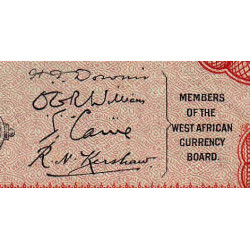 O G R Williams
S. Caine
R. N. Kershaw.
MEMBERS
OF THE
WEST AFRICAN
CURRENCY
BOARD.